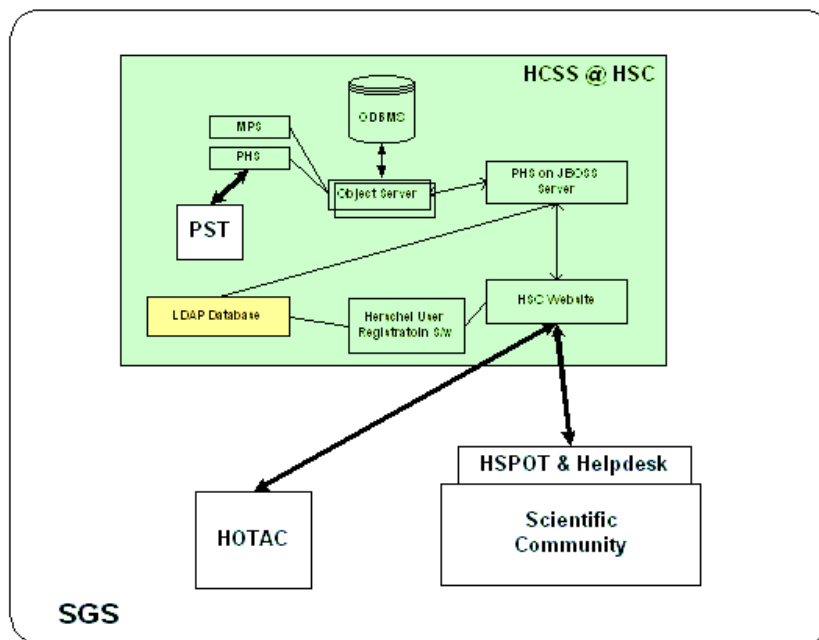 HCSS @ HSC
ODBMS
MPS
PHS
Object Server
PHS on JBOSS
Server
PST
LDAP Database
Herschel User
Registratoin S/w
HSC Website
HSPOT & Helpdesk
HOTAC
Scientific
Community
SGS